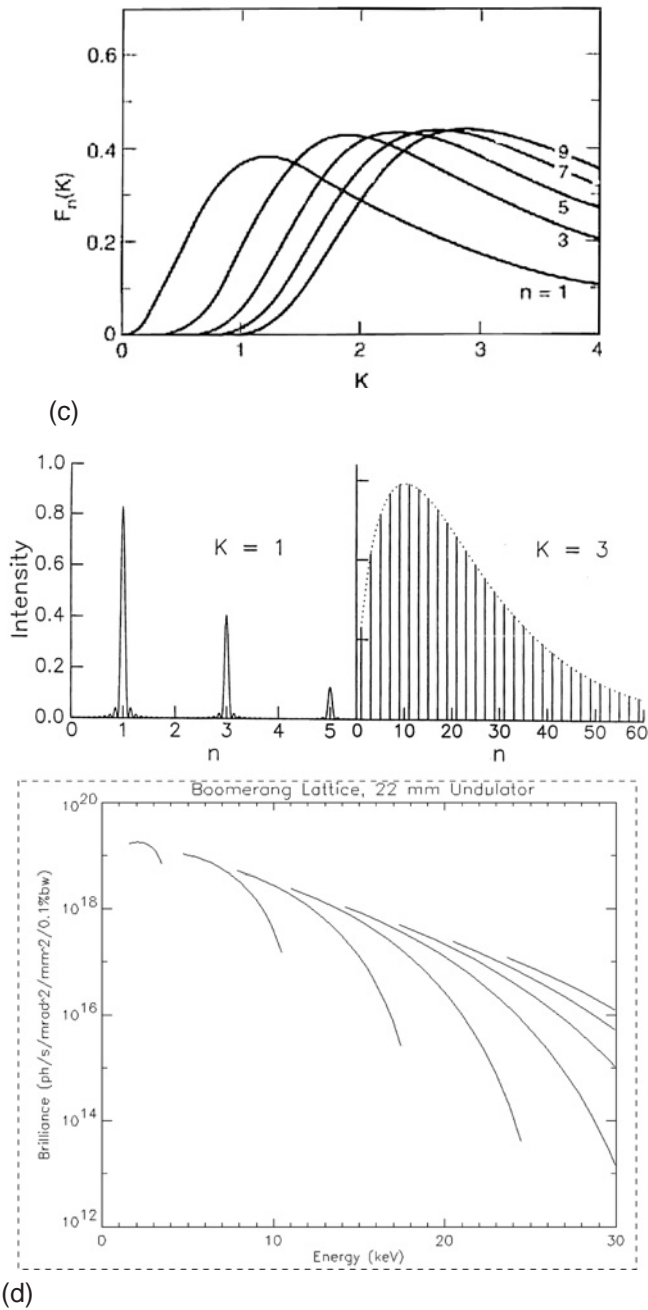 0.6
0.4
0.2
0
F_n(K)
9
7
5
3
n = 1
0 1 2 3 4
K
(c)
1.0
0.8
0.6
0.4
0.2
0.0
Intensity
K = 1
K = 3
0 1 2 3 4 5 0 10 20 30 40 50 60
n n
Boomerang Lattice, 22 mm Undulator
10^20
10^18
10^16
10^14
10^12
Brilliance (ph/s/mrad^2/mm^2/0.1%bw)
0 10 20 30
Energy (keV)
(d)